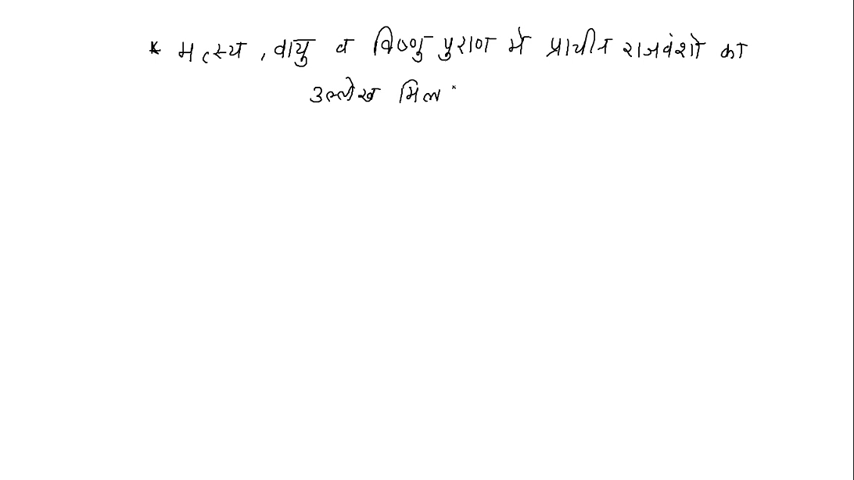 * मत्स्य, वायु व विष्णु पुराण में प्राचीन राजवंशो का
उल्लेख मिल